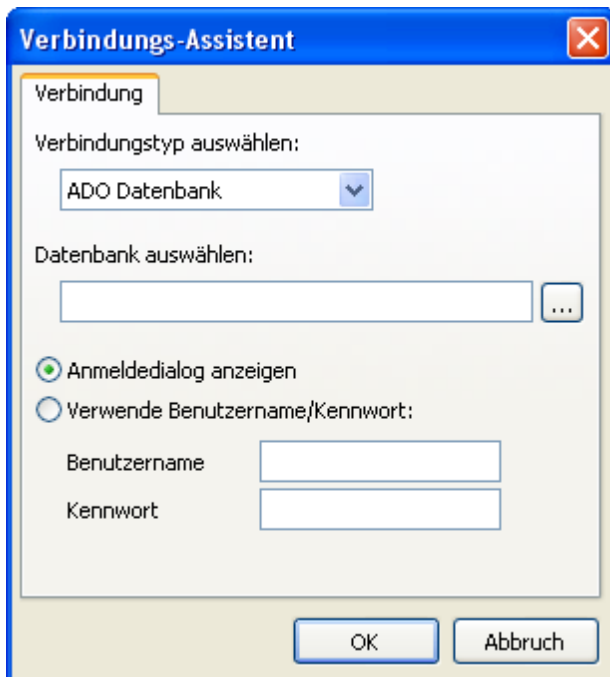 Verbindungs-Assistent
Verbindung
Verbindungstyp auswählen:
ADO Datenbank
Datenbank auswählen:
...
Anmeldedialog anzeigen
Verwende Benutzername/Kennwort:
Benutzername
Kennwort
OK Abbruch